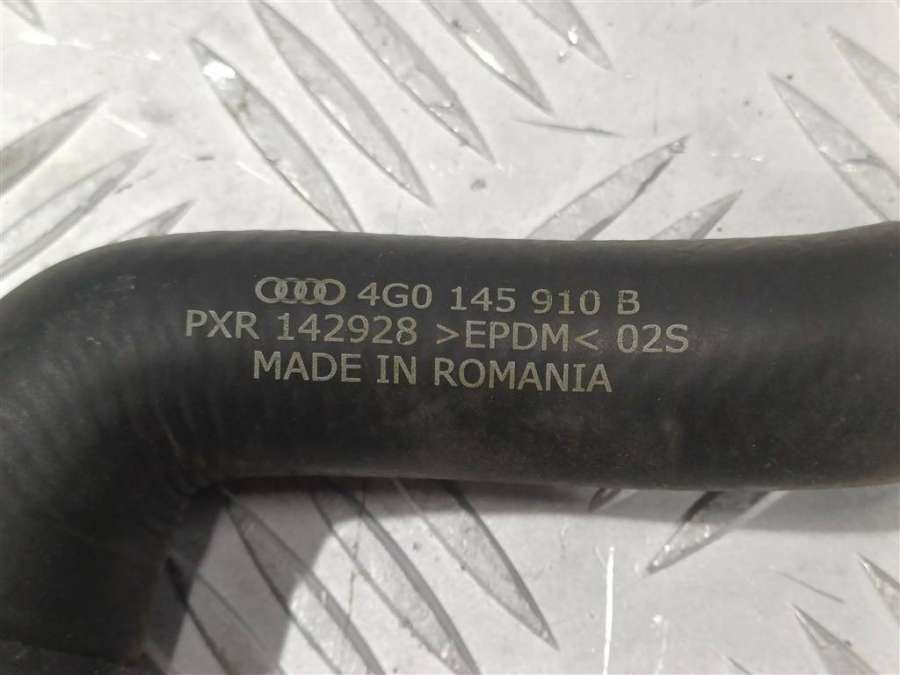 4G0 145 910 B
PXR 142928 >EPDM< 02S
MADE IN ROMANIA